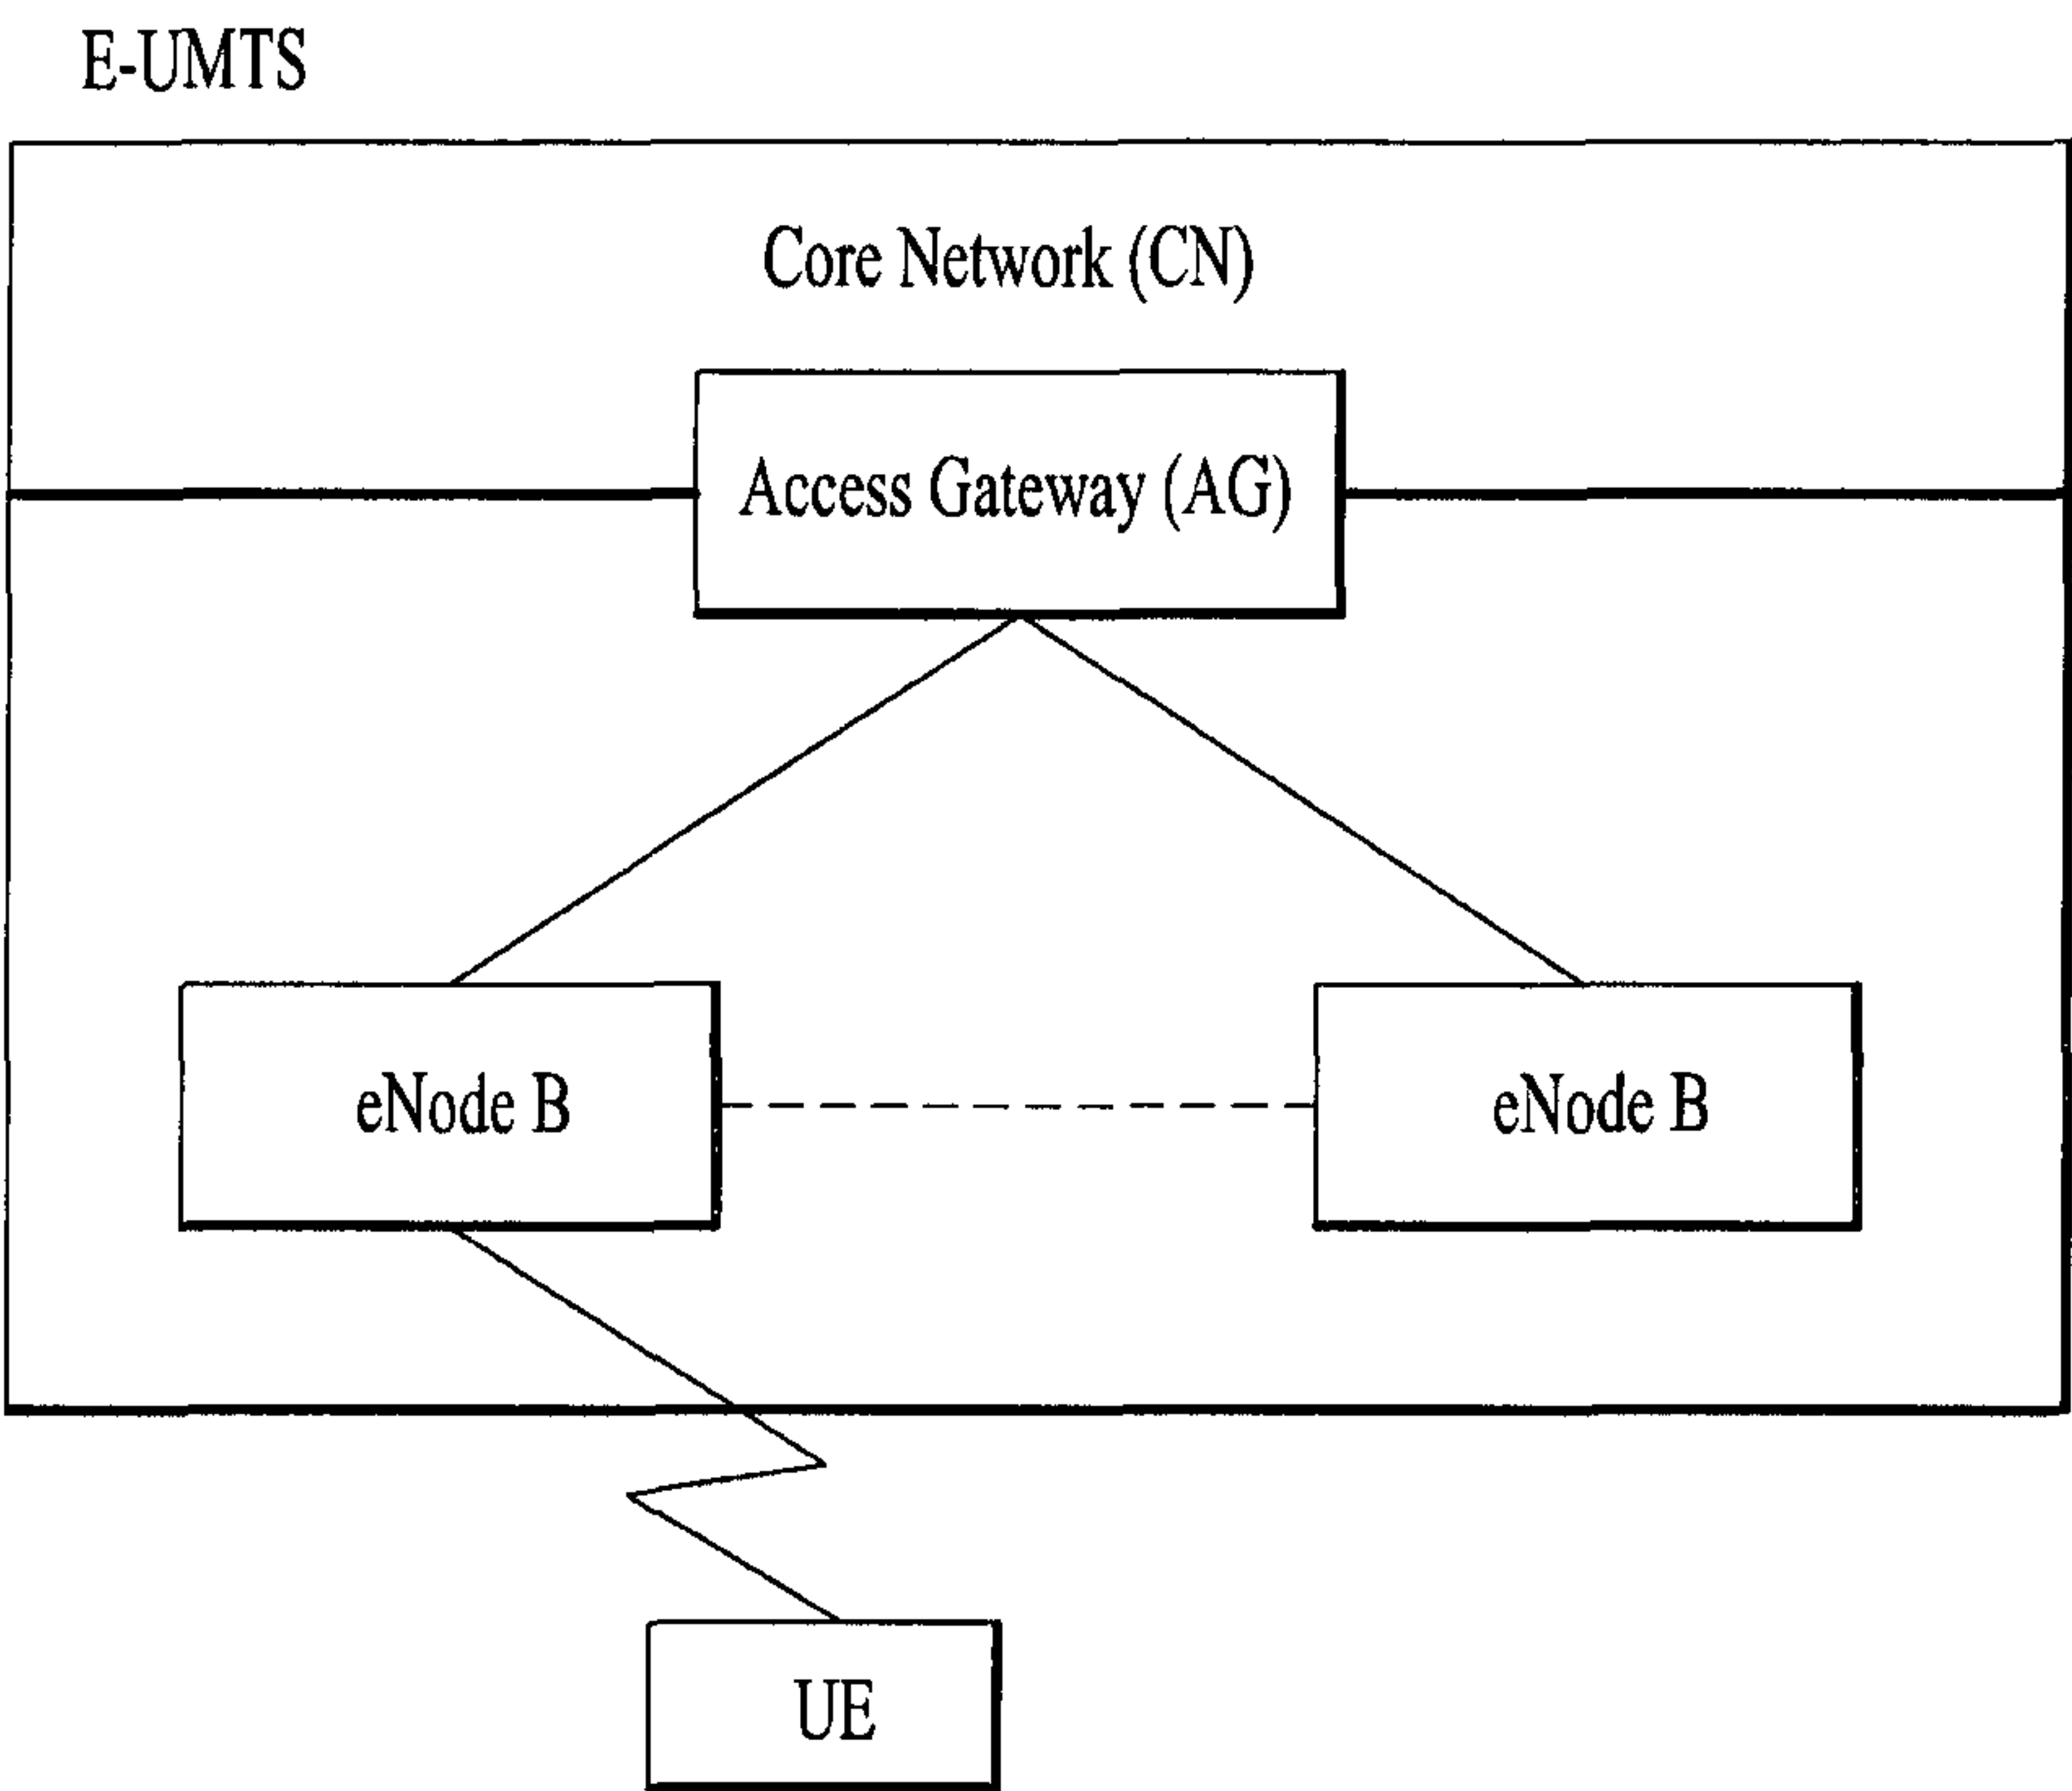 E-UMTS
Core Network (CN)
Access Gateway (AG)
eNode B
eNode B
UE